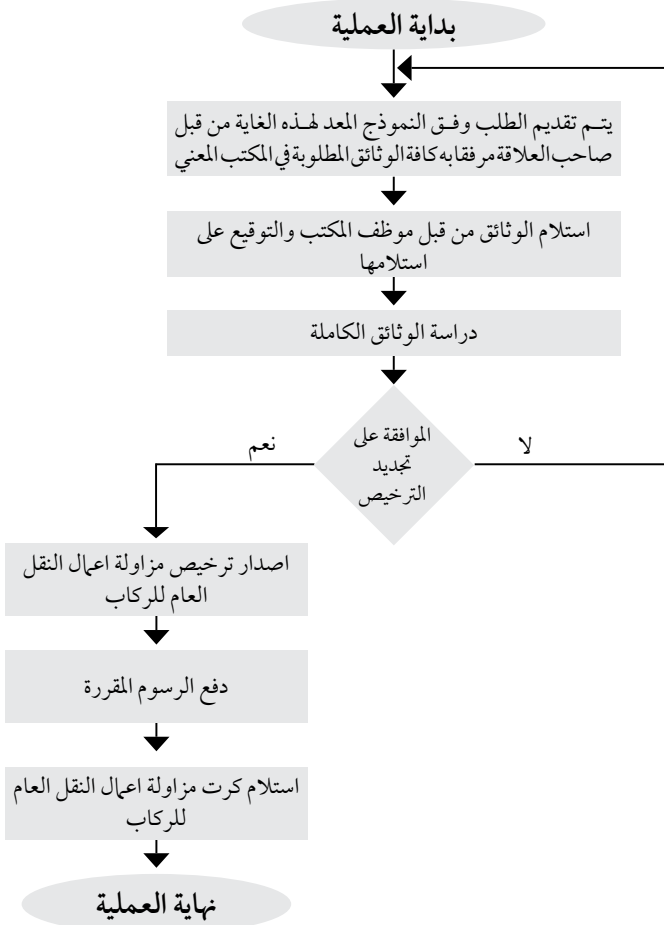 بداية العملية
يتم تقديم الطلب وفق النموذج المعد لهذه الغاية من قبل
صاحب العلاقة مرفقا به كافة الوثائق المطلوبة في المكتب المعني
استلام الوثائق من قبل موظف المكتب والتوقيع على
استلامها
دراسة الوثائق الكاملة
الموافقة على
تجديد
الترخيص
لا
نعم
اصدار ترخيص مزاولة اعمال النقل
العام للركاب
دفع الرسوم المقررة
استلام كرت مزاولة اعمال النقل العام
للركاب
نهاية العملية